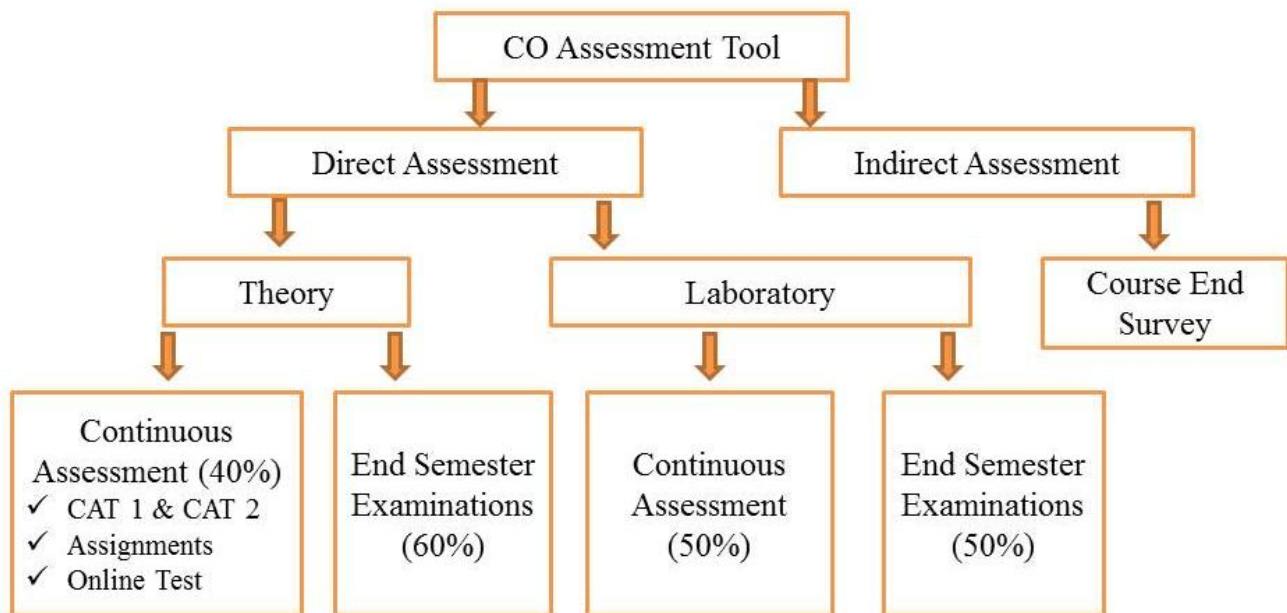 CO Assessment Tool
Direct Assessment
Indirect Assessment
Theory
Laboratory
Course End
Survey
Continuous
Assessment (40%)
✓ CAT 1 & CAT 2
✓ Assignments
✓ Online Test
End Semester
Examinations
(60%)
Continuous
Assessment
(50%)
End Semester
Examinations
(50%)